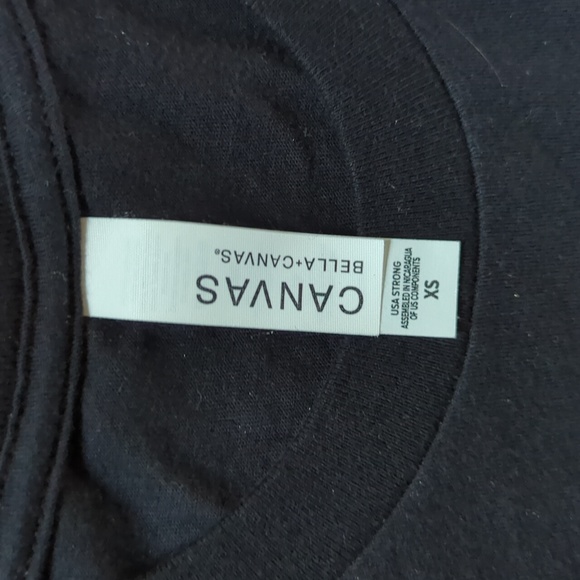 CANVAS
BELLA+CANVAS®
USA STRONG
ASSEMBLED IN NICARAGUA
OF US COMPONENTS
XS